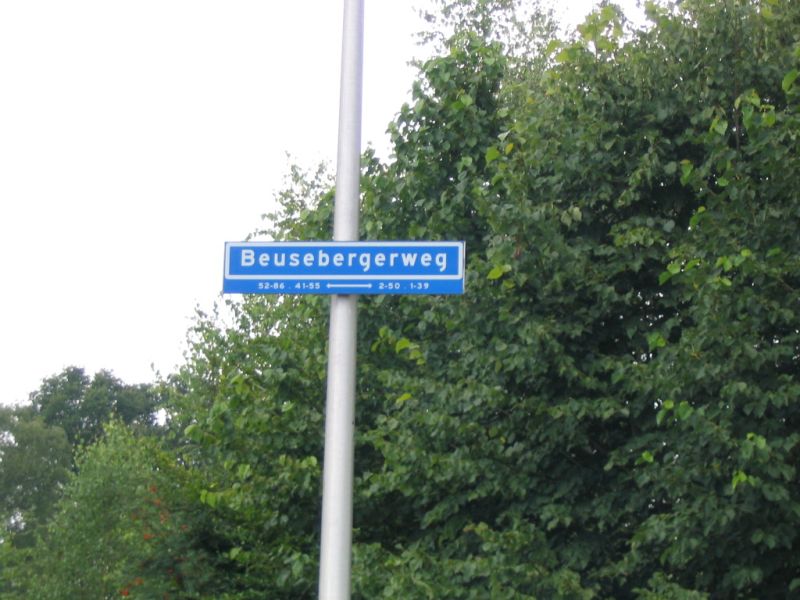 Beusebergerweg
52-86 . 41-55 ⟷ 2-50 . 1-39